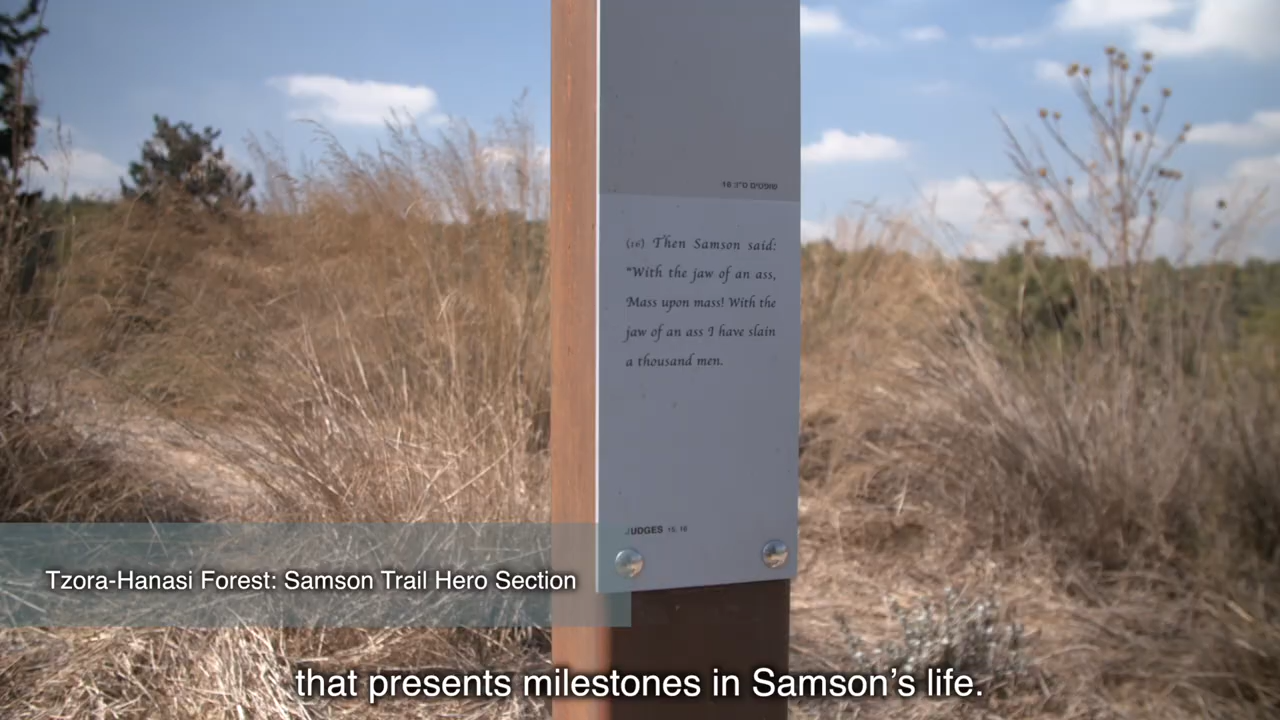 שופטים ט"ו: 16
(16) Then Samson said:
"With the jaw of an ass,
Mass upon mass! With the
jaw of an ass I have slain
a thousand men.
JUDGES 15, 16
Tzora-Hanasi Forest: Samson Trail Hero Section
that presents milestones in Samson's life.